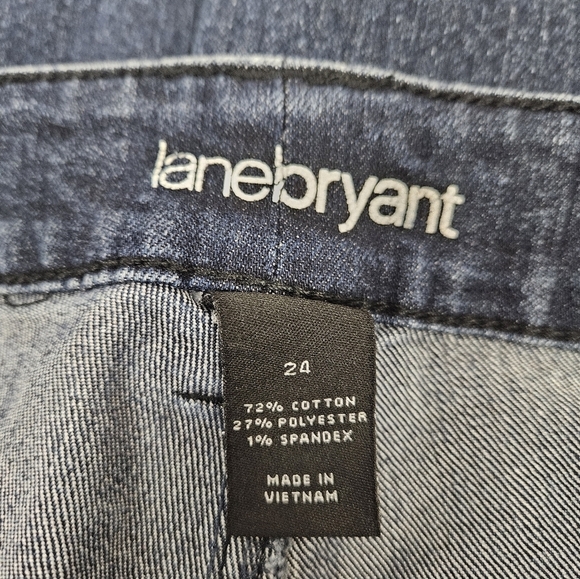 lanebryant
24
72% COTTON
27% POLYESTER
1% SPANDEX
MADE IN
VIETNAM